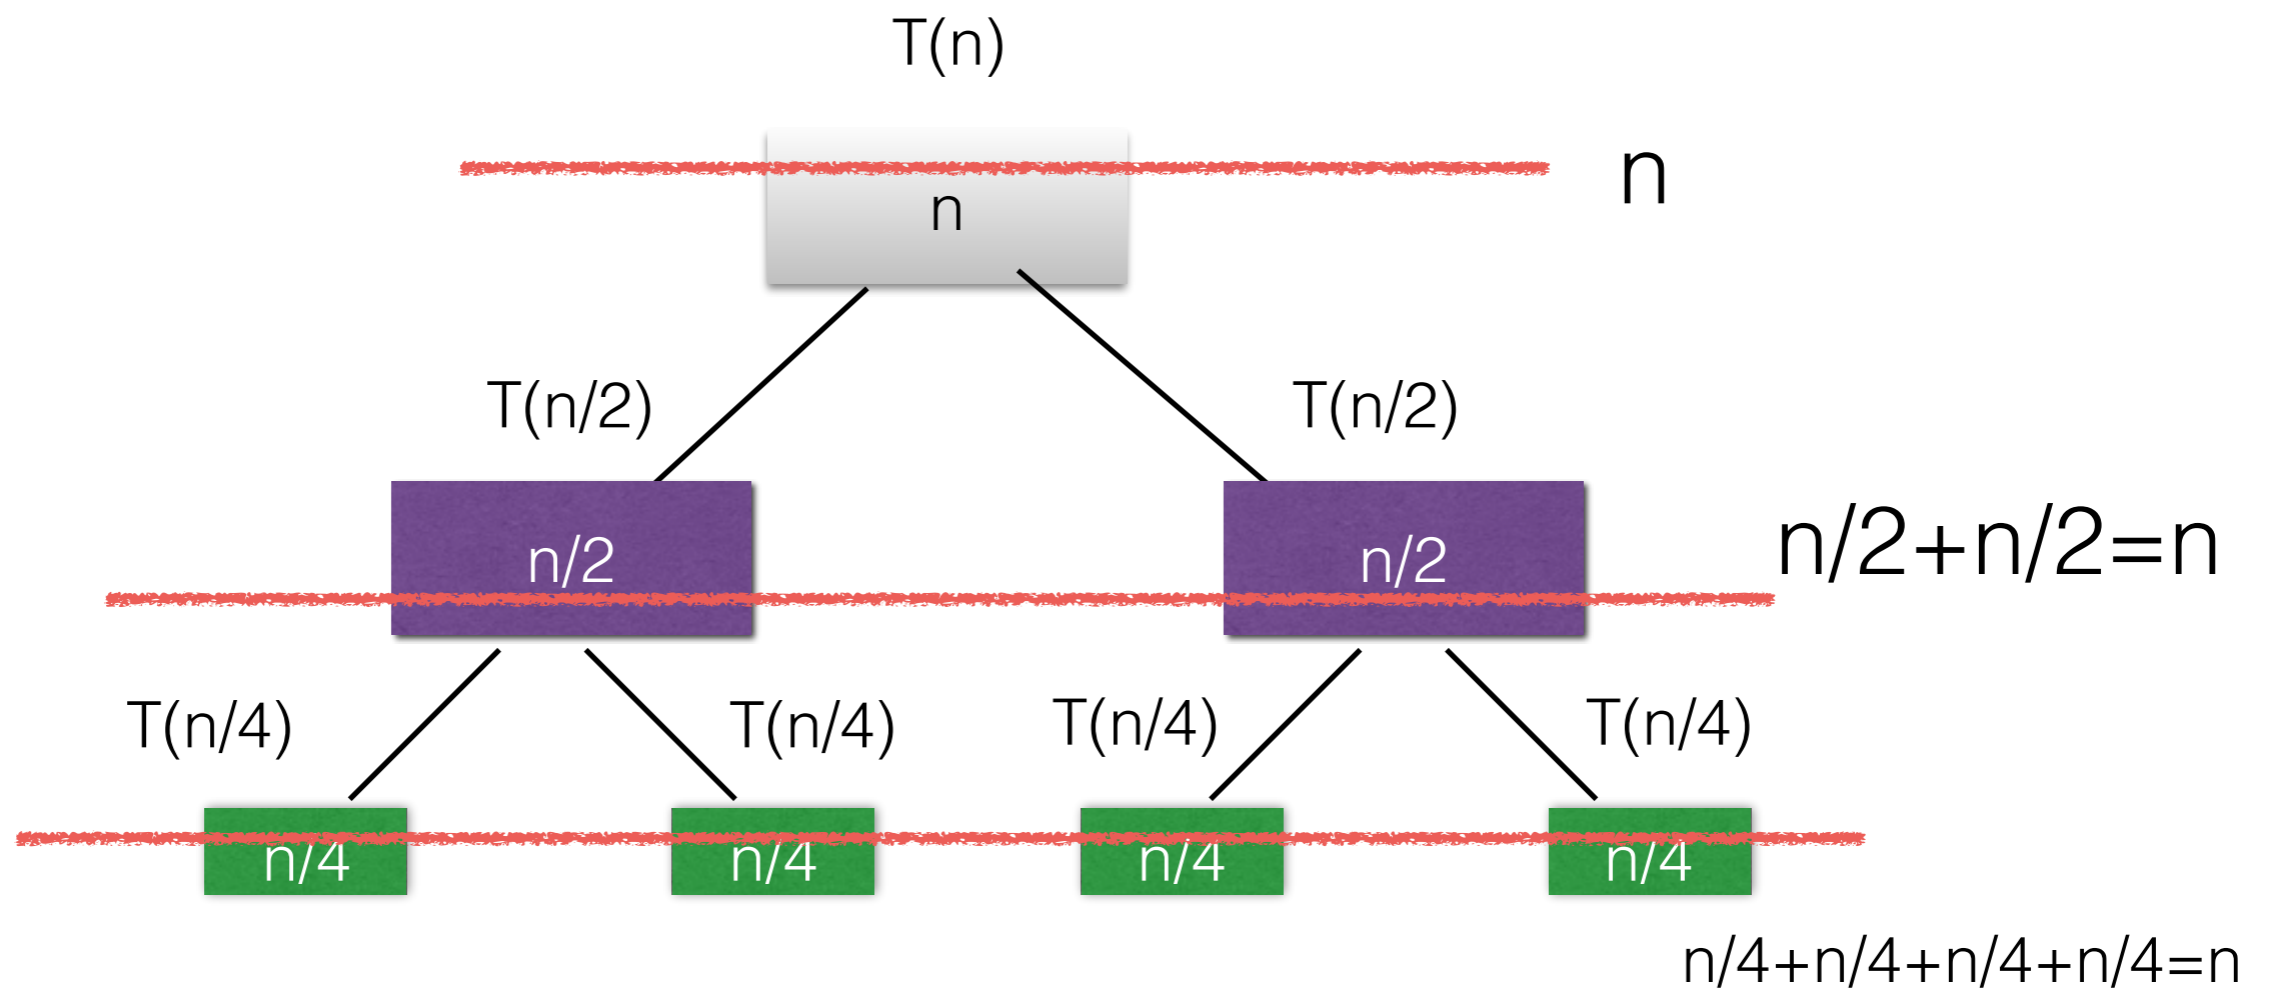 T(n)
n
n
T(n/2) T(n/2)
n/2 n/2 n/2+n/2=n
T(n/4) T(n/4) T(n/4) T(n/4)
n/4 n/4 n/4 n/4
n/4+n/4+n/4+n/4=n